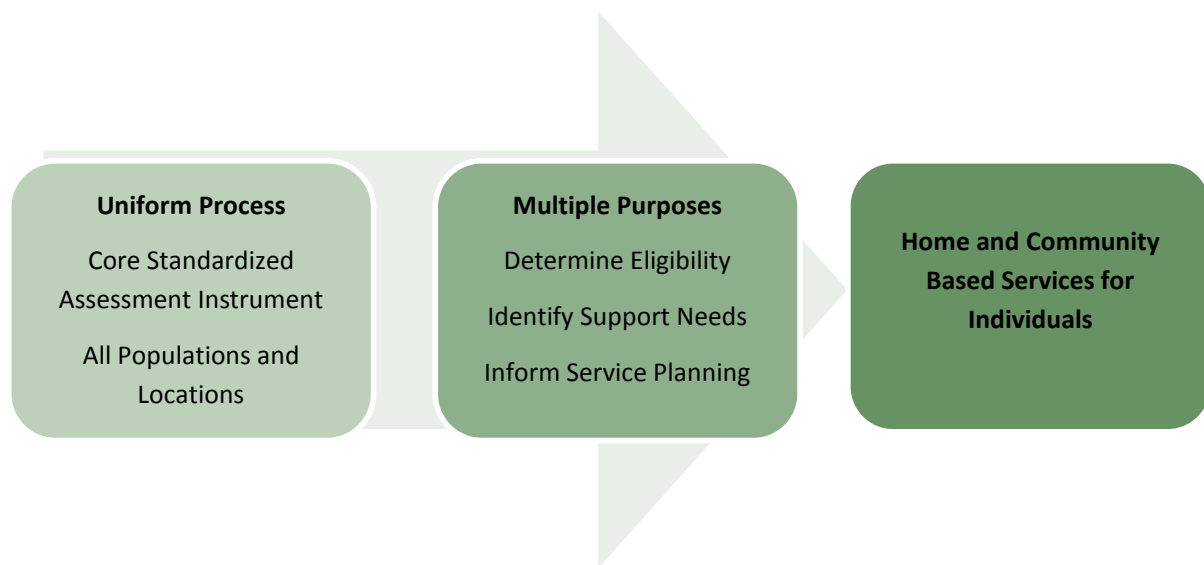 Uniform Process
Core Standardized
Assessment Instrument
All Populations and
Locations
Multiple Purposes
Determine Eligibility
Identify Support Needs
Inform Service Planning
Home and Community
Based Services for
Individuals